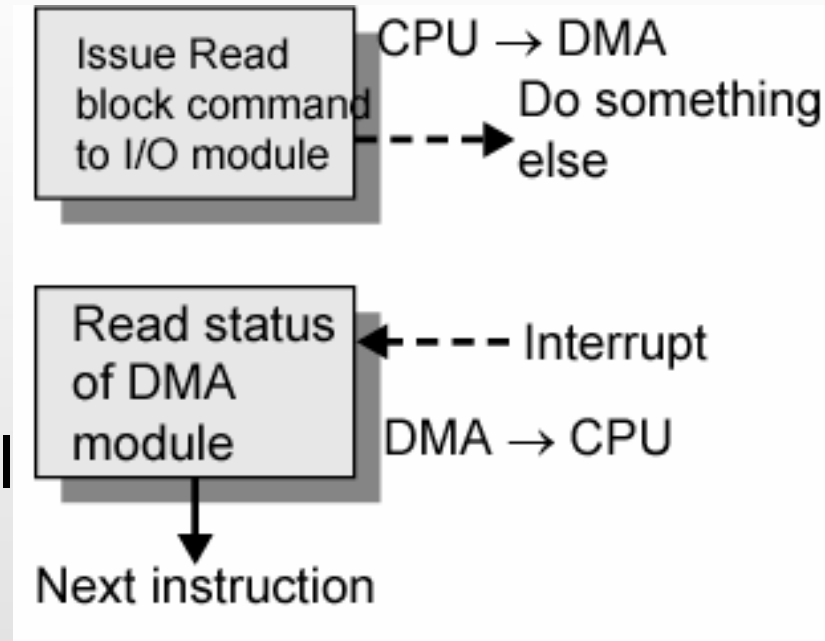 Issue Read
block command
to I/O module
CPU → DMA
Do something
else
Read status
of DMA
module
Interrupt
DMA → CPU
Next instruction